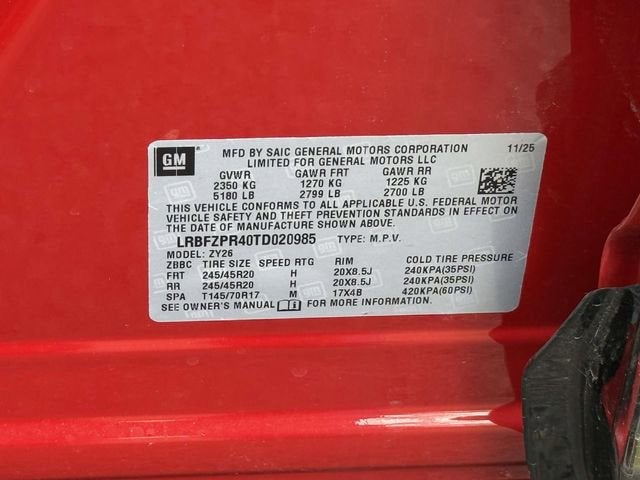 GM
MFD BY SAIC GENERAL MOTORS CORPORATION 11/25
LIMITED FOR GENERAL MOTORS LLC
GVWR GAWR FRT GAWR RR
2350 KG 1270 KG 1225 KG
5180 LB 2799 LB 2700 LB
THIS VEHICLE CONFORMS TO ALL APPLICABLE U.S. FEDERAL MOTOR
VEHICLE SAFETY AND THEFT PREVENTION STANDARDS IN EFFECT ON
THE DATE OF MANUFACTURE SHOWN ABOVE.
LRBFZPR40TD020985 TYPE: M.P.V.
MODEL: ZY26
ZBBC TIRE SIZE SPEED RTG RIM COLD TIRE PRESSURE
FRT 245/45R20 H 20X8.5J 240KPA(35PSI)
RR 245/45R20 H 20X8.5J 240KPA(35PSI)
SPA T145/70R17 M 17X4B 420KPA(60PSI)
SEE OWNER'S MANUAL FOR MORE INFORMATION